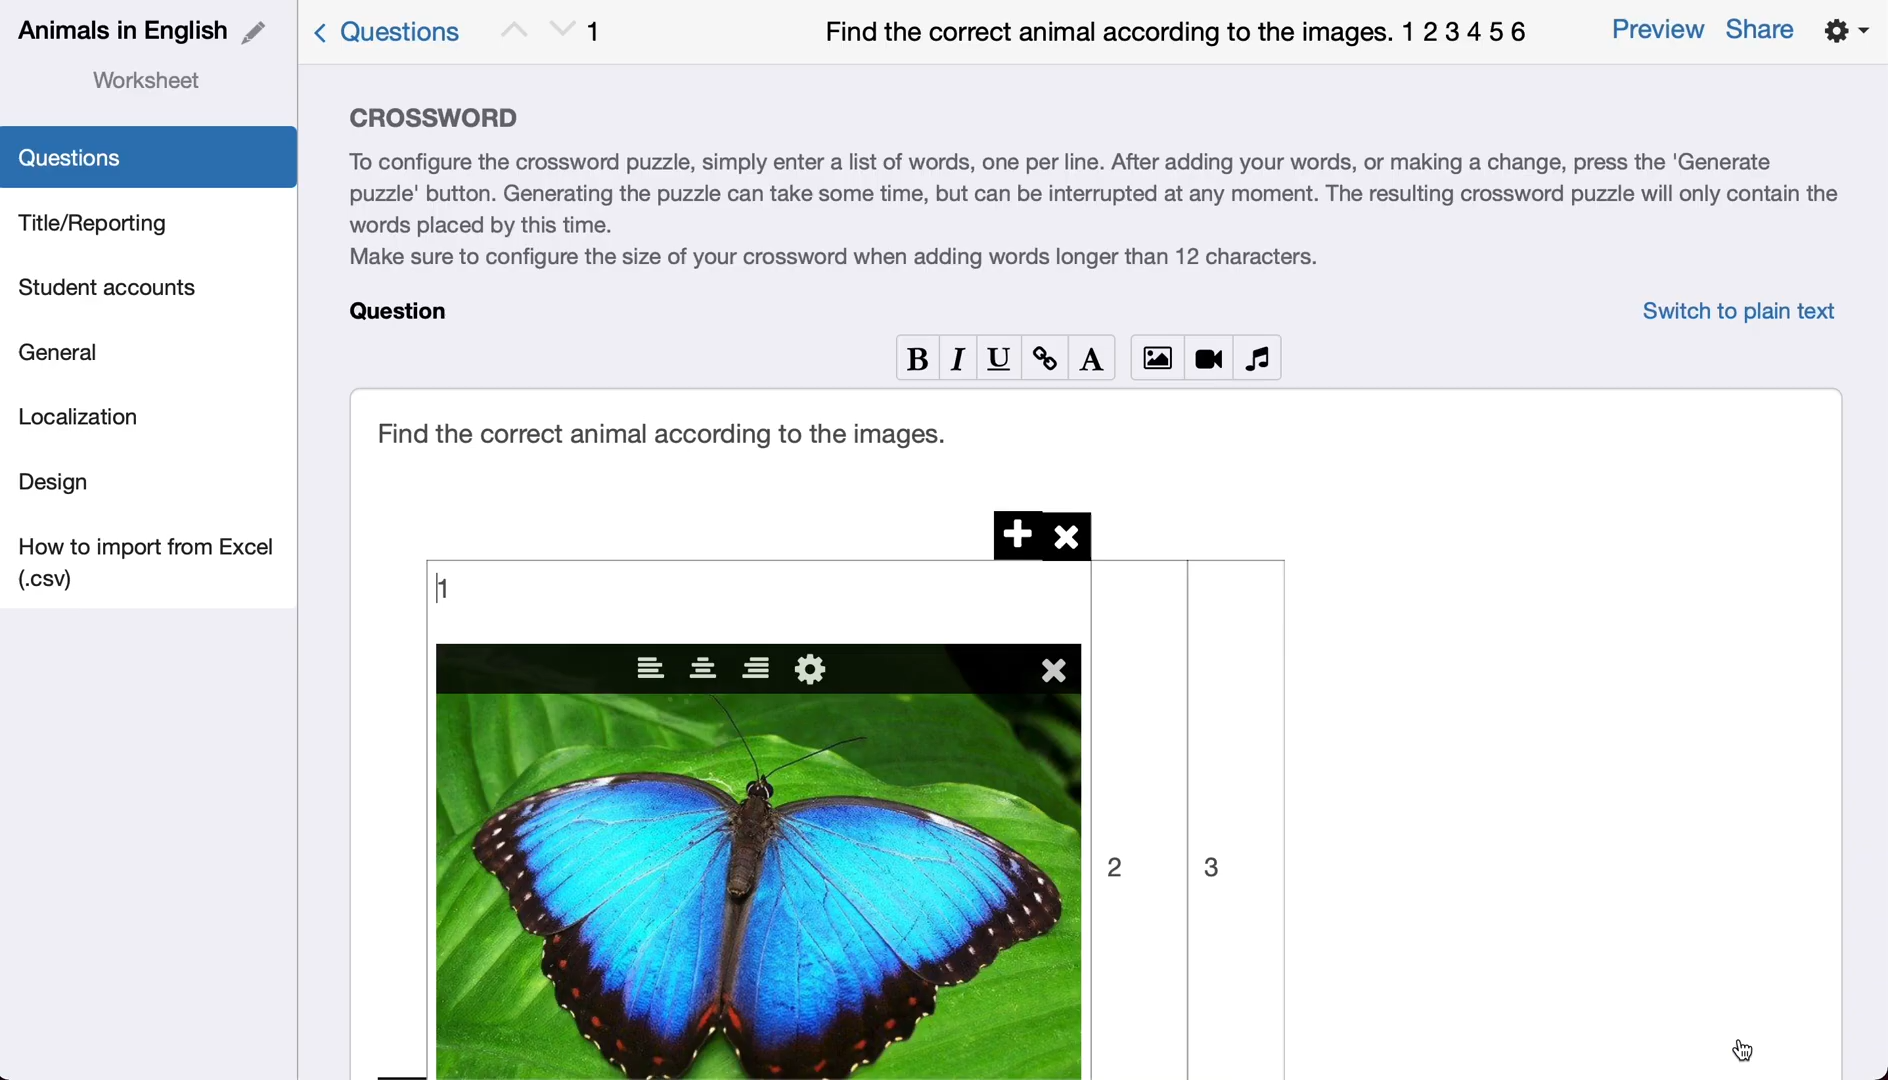 Animals in English
Worksheet
Questions
Title/Reporting
Student accounts
General
Localization
Design
How to import from Excel
(.csv)
Questions 1 Find the correct animal according to the images. 1 2 3 4 5 6 Preview Share
CROSSWORD
To configure the crossword puzzle, simply enter a list of words, one per line. After adding your words, or making a change, press the 'Generate
puzzle' button. Generating the puzzle can take some time, but can be interrupted at any moment. The resulting crossword puzzle will only contain the
words placed by this time.
Make sure to configure the size of your crossword when adding words longer than 12 characters.
Question Switch to plain text
B I U A
Find the correct animal according to the images.
1
2 3